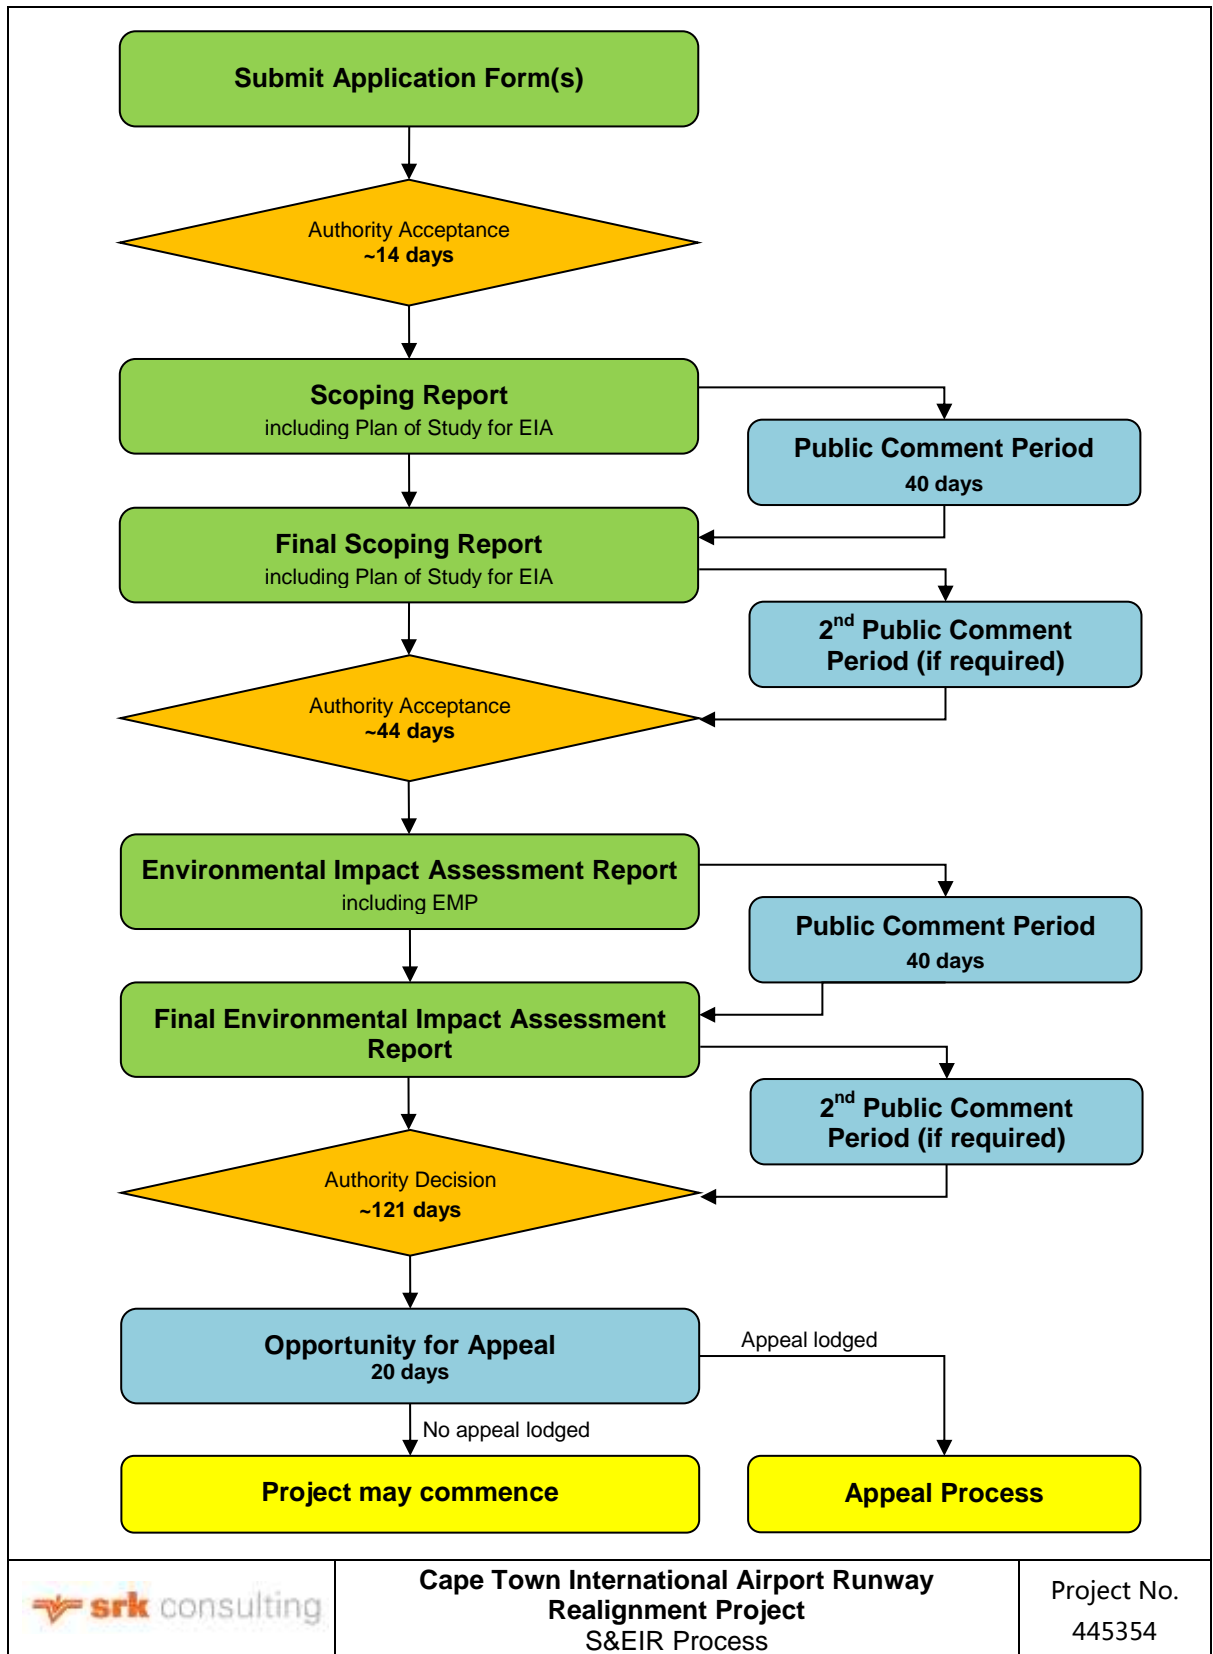 Submit Application Form(s)
Authority Acceptance
~14 days
Scoping Report
including Plan of Study for EIA
Public Comment Period
40 days
Final Scoping Report
including Plan of Study for EIA
2nd Public Comment
Period (if required)
Authority Acceptance
~44 days
Environmental Impact Assessment Report
including EMP
Public Comment Period
40 days
Final Environmental Impact Assessment
Report
2nd Public Comment
Period (if required)
Authority Decision
~121 days
Opportunity for Appeal
20 days
Appeal lodged
No appeal lodged
Project may commence
Appeal Process
srk consulting
Cape Town International Airport Runway
Realignment Project
S&EIR Process
Project No.
445354